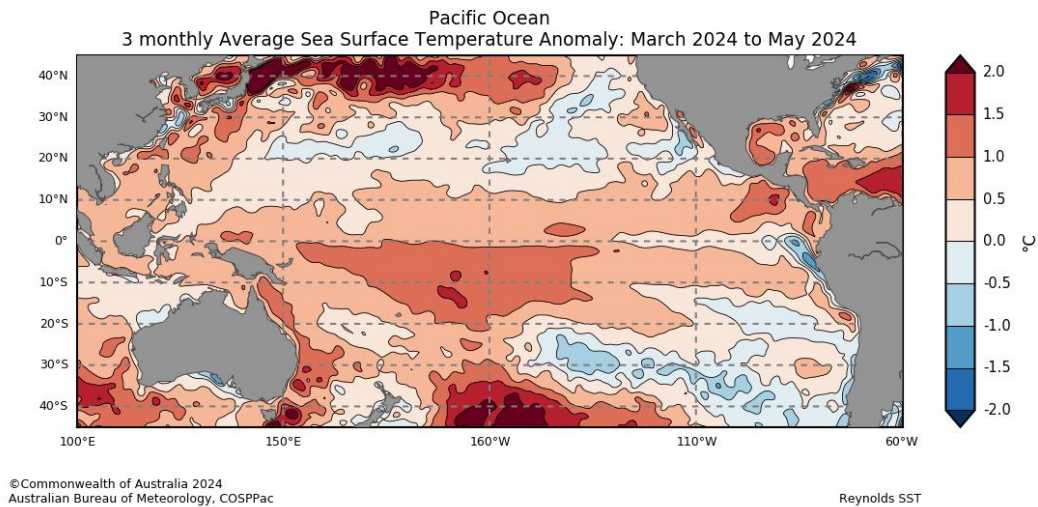 Pacific Ocean
3 monthly Average Sea Surface Temperature Anomaly: March 2024 to May 2024
40°N
30°N
20°N
10°N
0°
10°S
20°S
30°S
40°S
100°E
150°E
160°W
110°W
60°W
2.0
1.5
1.0
0.5
0.0
-0.5
-1.0
-1.5
-2.0
°C
©Commonwealth of Australia 2024
Australian Bureau of Meteorology, COSPPac
Reynolds SST